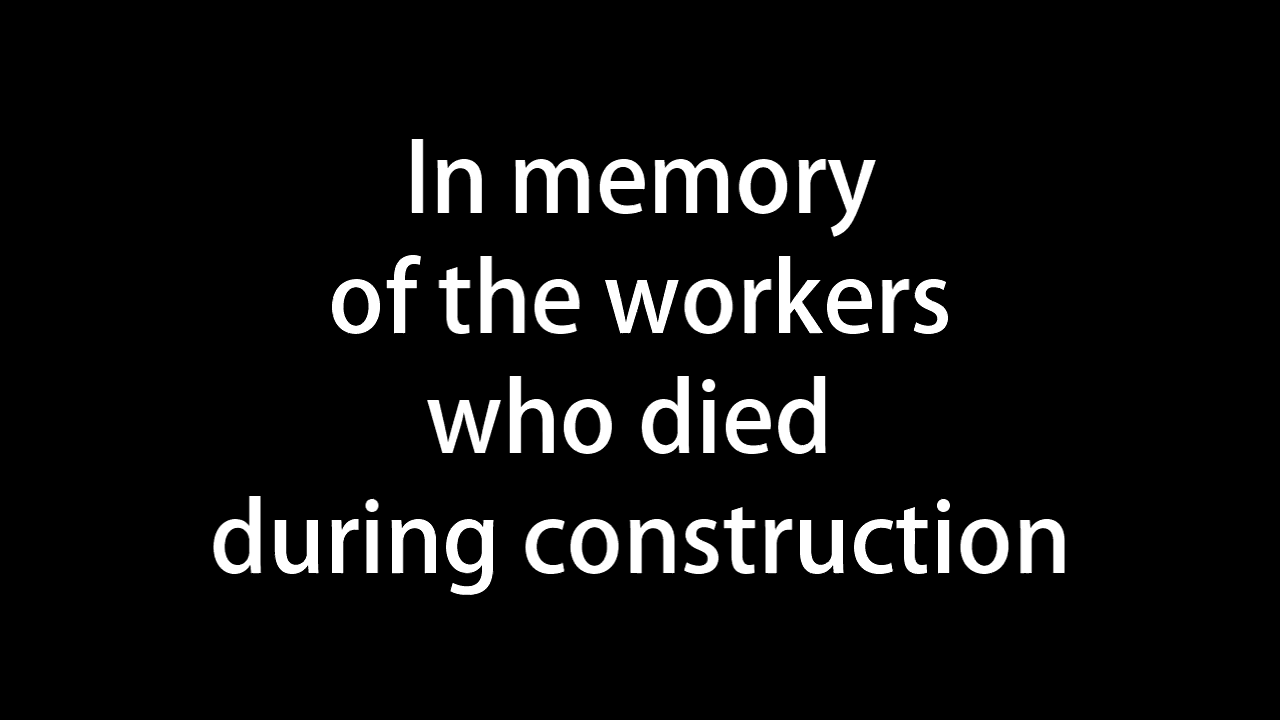 In memory
of the workers
who died
during construction